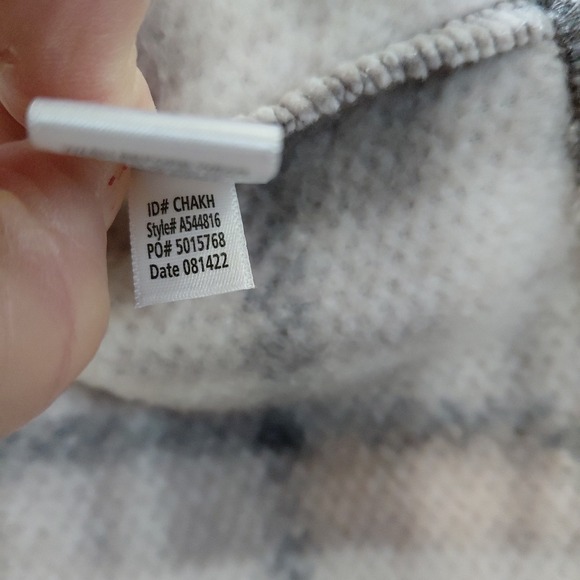 ID# CHAKH
Style# A544816
PO# 5015768
Date 081422